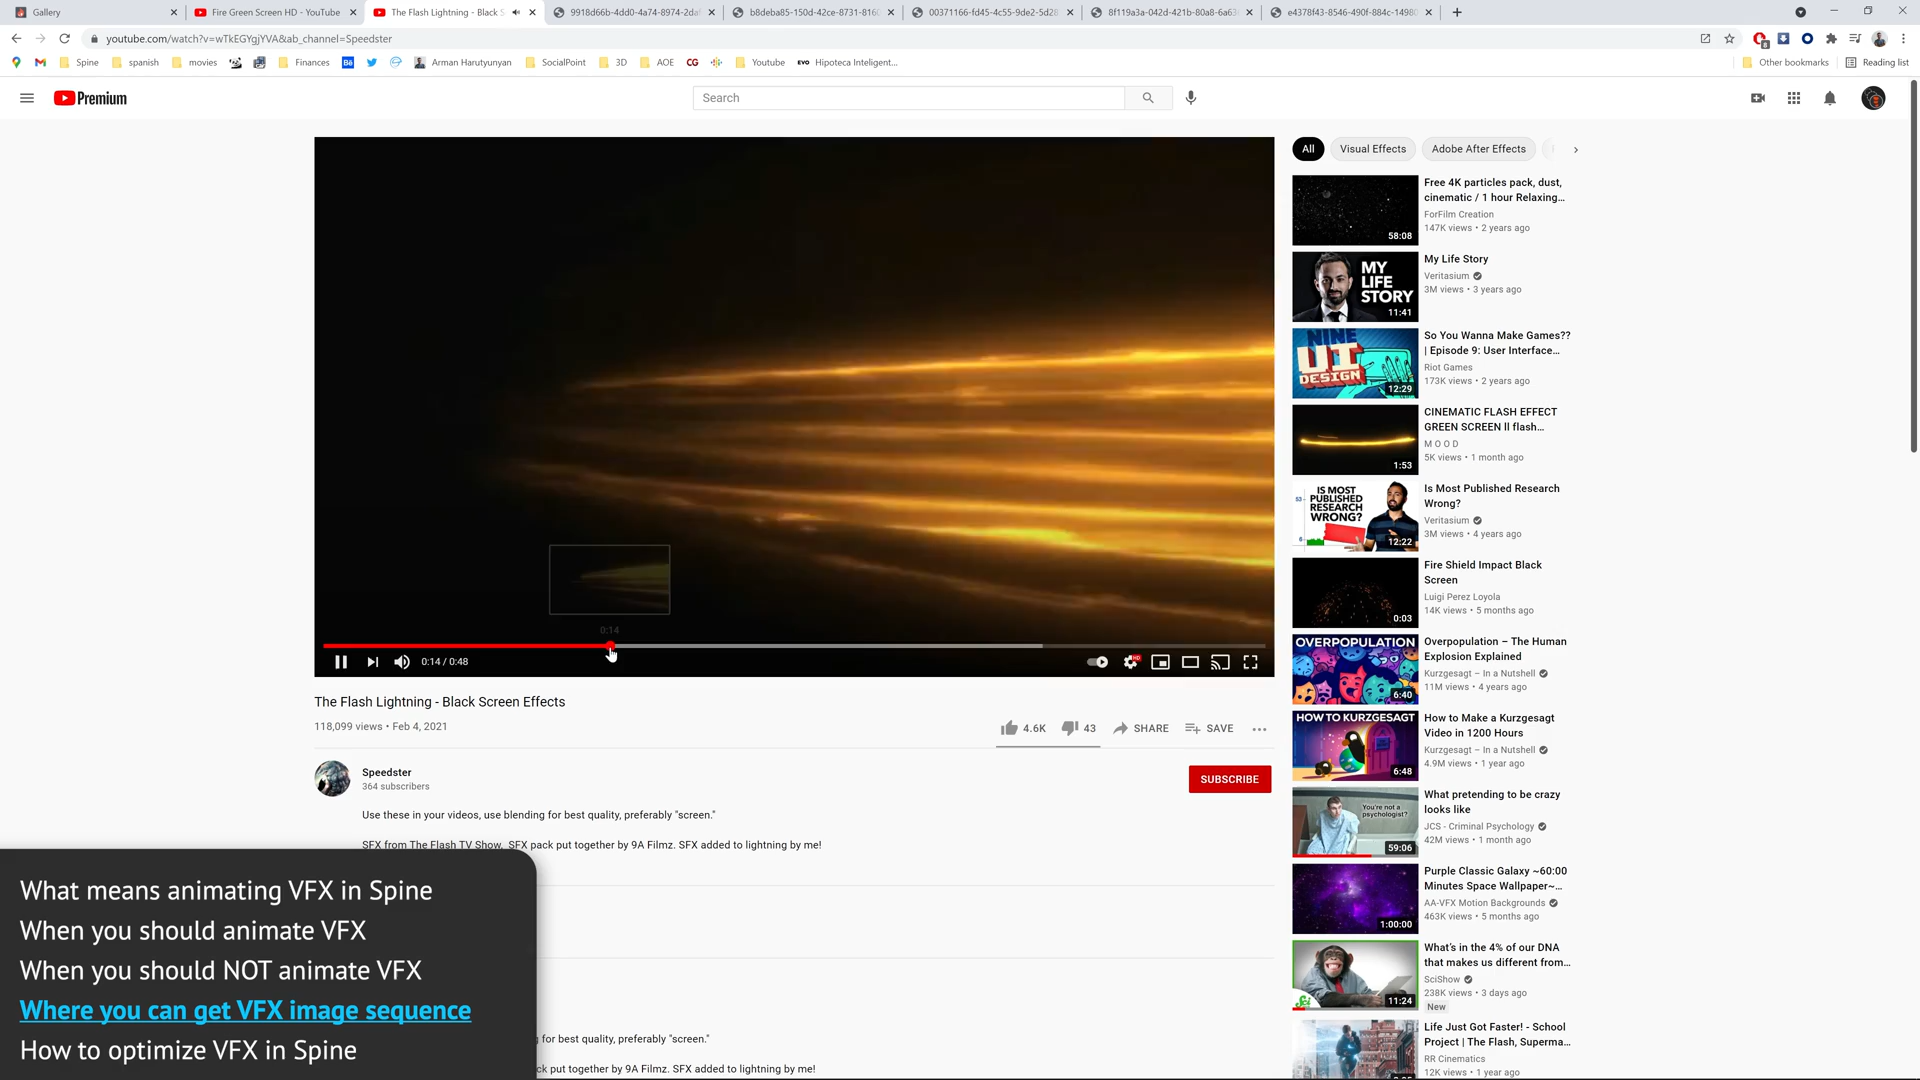 Gallery
Fire Green Screen HD - YouTube
The Flash Lightning - Black S
9918d66b-4dd0-4a74-8974-2da
b8deba85-150d-42ce-8731-816
00371166-fd45-4c55-9de2-5d28
8f119a3a-042d-421b-80a8-6a63
e4378f43-8546-490f-884c-1498
youtube.com/watch?v=wTkEGYgjYVA&ab_channel=Speedster
Spine
spanish
movies
Finances
Arman Harutyunyan
SocialPoint
3D
AOE
CG
Youtube
EVO Hipoteca Inteligent...
Other bookmarks
Reading list
Premium
Search
All
Visual Effects
Adobe After Effects
0:14
0:14 / 0:48
The Flash Lightning - Black Screen Effects
118,099 views • Feb 4, 2021
4.6K
43
SHARE
SAVE
Speedster
364 subscribers
SUBSCRIBE
Use these in your videos, use blending for best quality, preferably "screen."
SFX from The Flash TV Show, SFX pack put together by 9A Filmz. SFX added to lightning by me!
g for best quality, preferably "screen."
ck put together by 9A Filmz. SFX added to lightning by me!
What means animating VFX in Spine
When you should animate VFX
When you should NOT animate VFX
Where you can get VFX image sequence
How to optimize VFX in Spine
58:08
Free 4K particles pack, dust,
cinematic / 1 hour Relaxing...
ForFilm Creation
147K views • 2 years ago
MY
LIFE
STORY
11:41
My Life Story
Veritasium
3M views • 3 years ago
NINE
UI
DESIGN
12:29
So You Wanna Make Games??
| Episode 9: User Interface...
Riot Games
173K views • 2 years ago
1:53
CINEMATIC FLASH EFFECT
GREEN SCREEN ll flash...
M O O D
5K views • 1 month ago
IS MOST
PUBLISHED
RESEARCH
WRONG?
12:22
Is Most Published Research
Wrong?
Veritasium
3M views • 4 years ago
0:03
Fire Shield Impact Black
Screen
Luigi Perez Loyola
14K views • 5 months ago
OVERPOPULATION
6:40
Overpopulation – The Human
Explosion Explained
Kurzgesagt – In a Nutshell
11M views • 4 years ago
HOW TO KURZGESAGT
6:48
How to Make a Kurzgesagt
Video in 1200 Hours
Kurzgesagt – In a Nutshell
4.9M views • 1 year ago
You're not a
psychologist?
59:06
What pretending to be crazy
looks like
JCS - Criminal Psychology
42M views • 1 month ago
1:00:00
Purple Classic Galaxy ~60:00
Minutes Space Wallpaper~...
AA-VFX Motion Backgrounds
463K views • 5 months ago
11:24
What's in the 4% of our DNA
that makes us different from...
SciShow
238K views • 3 days ago
New
Life Just Got Faster! - School
Project | The Flash, Superma...
RR Cinematics
12K views • 1 year ago